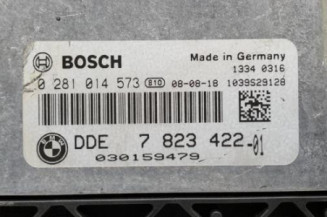 BOSCH
Made in Germany
1334 0316
0 281 014 573 B10 08-08-18 1039S29128
DDE 7 823 422-01
030159479